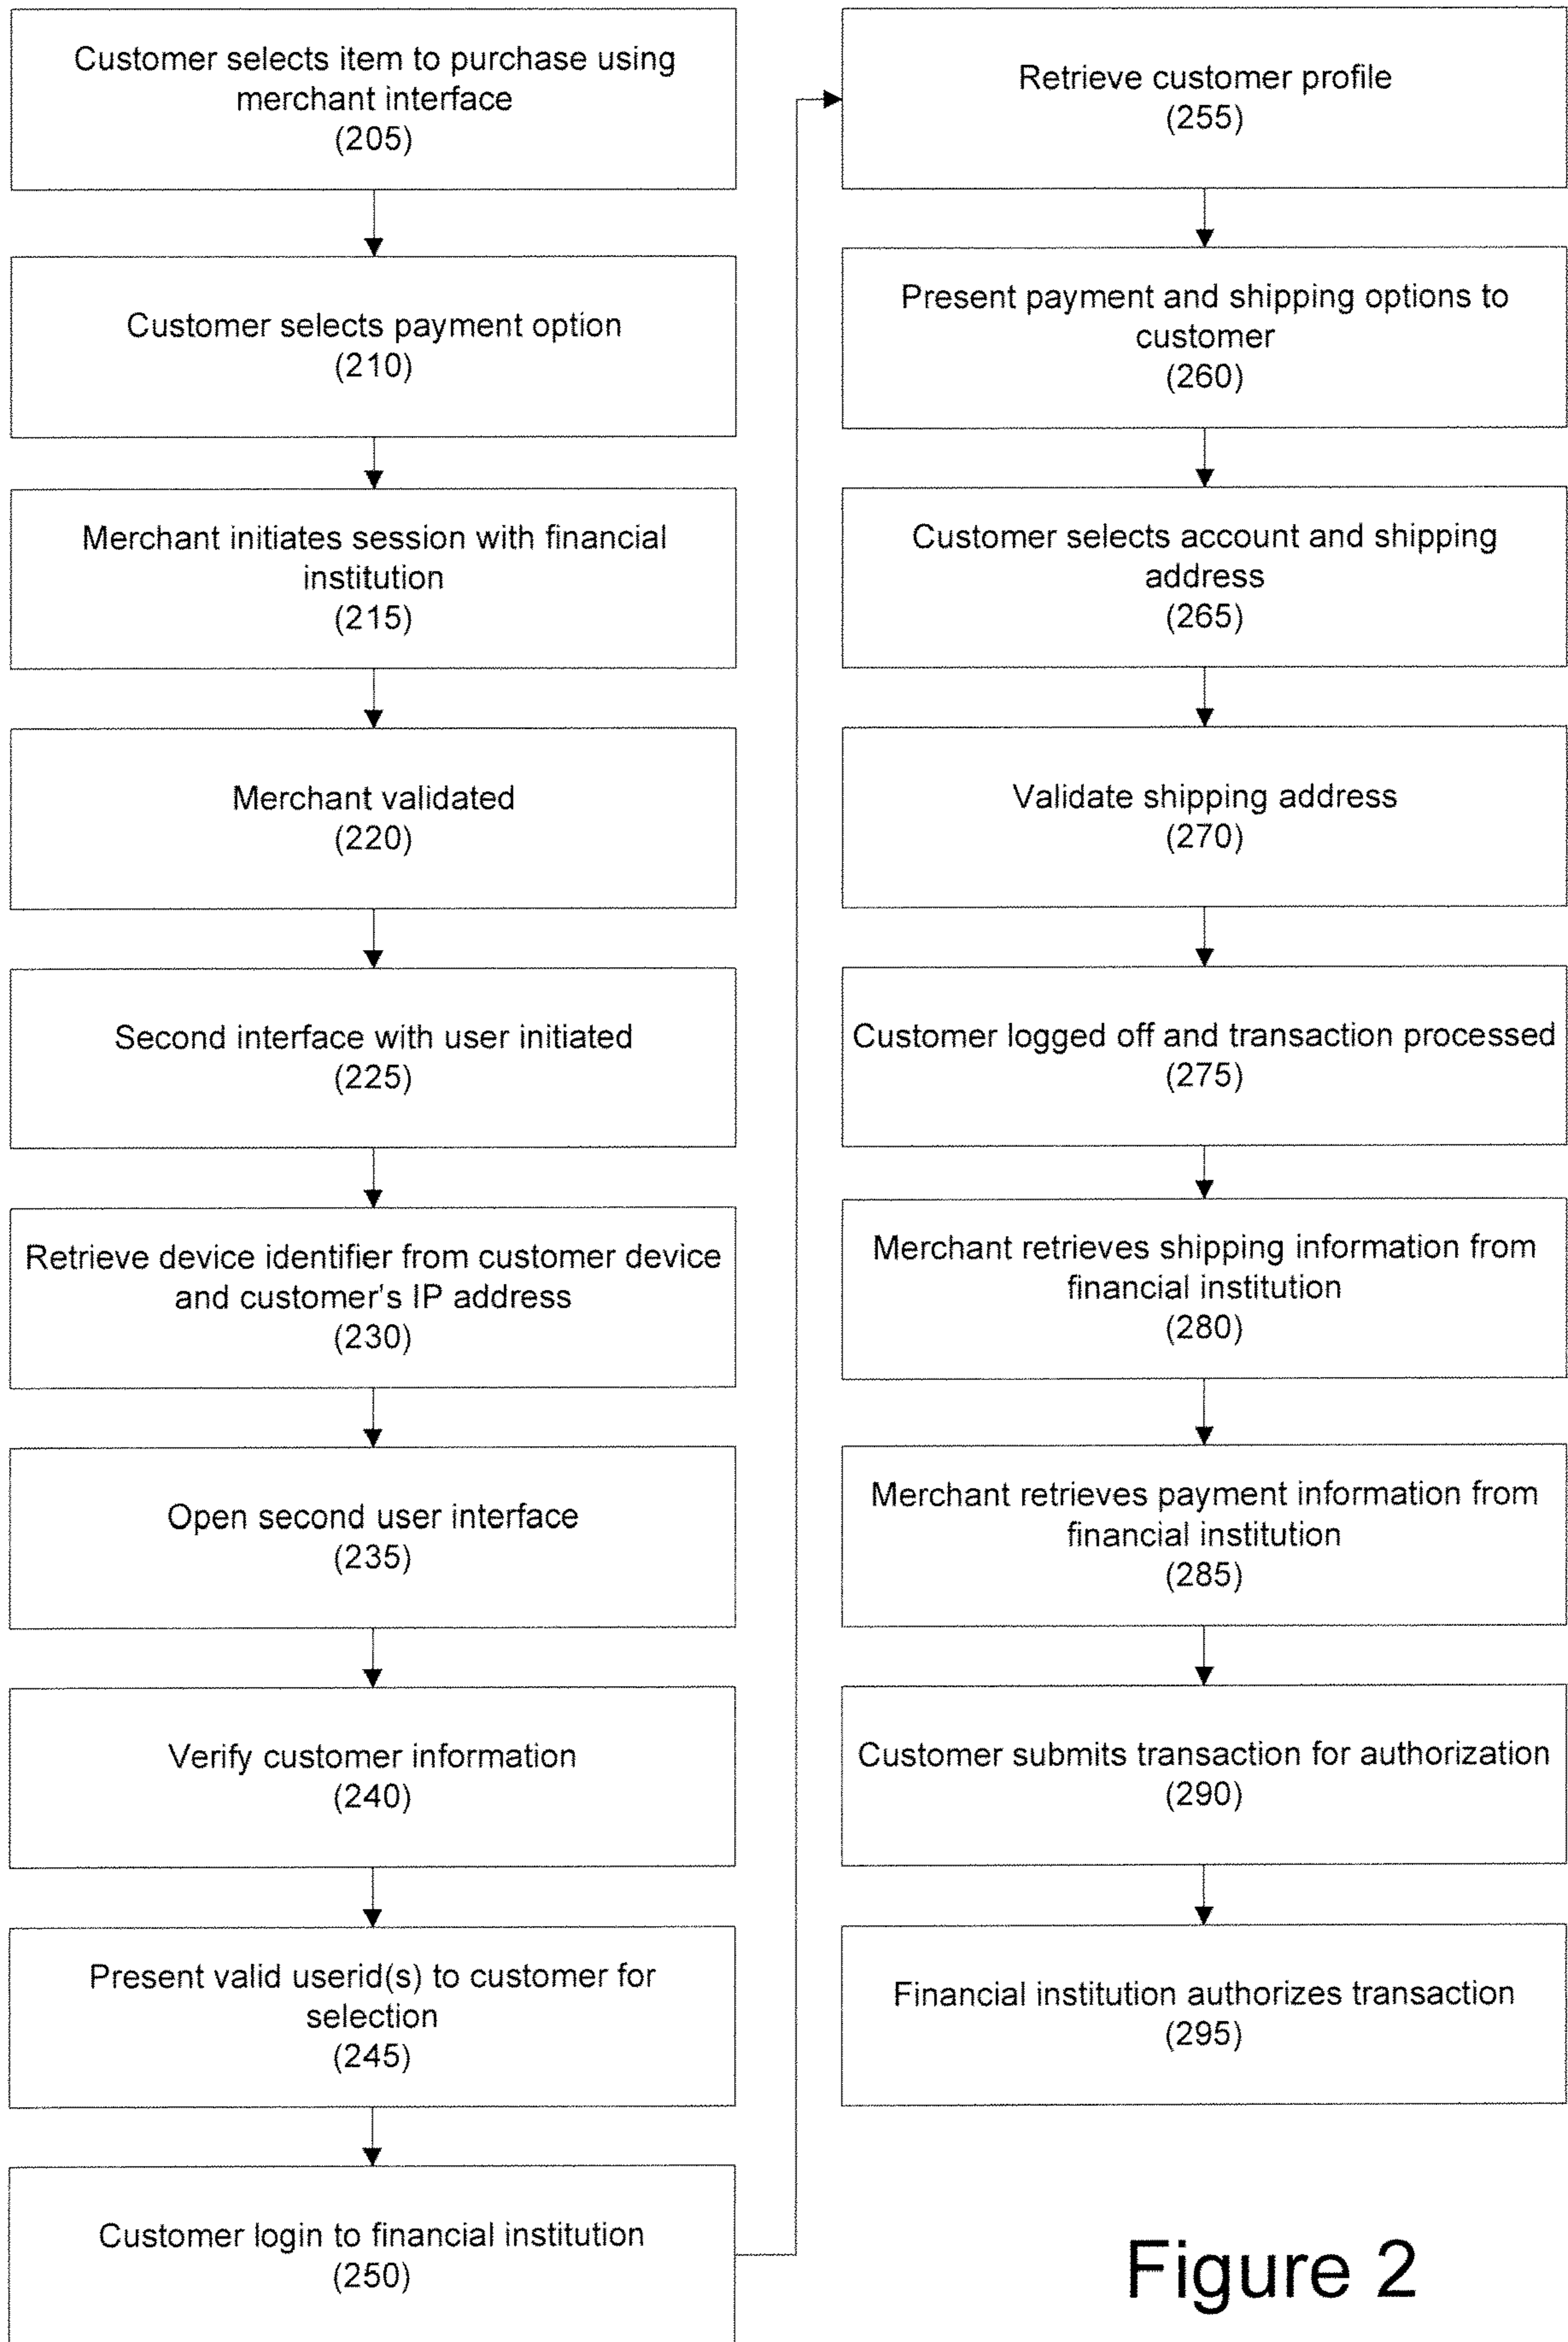 Customer selects item to purchase using
merchant interface
(205)
Customer selects payment option
(210)
Merchant initiates session with financial
institution
(215)
Merchant validated
(220)
Second interface with user initiated
(225)
Retrieve device identifier from customer device
and customer's IP address
(230)
Open second user interface
(235)
Verify customer information
(240)
Present valid userid(s) to customer for
selection
(245)
Customer login to financial institution
(250)
Retrieve customer profile
(255)
Present payment and shipping options to
customer
(260)
Customer selects account and shipping
address
(265)
Validate shipping address
(270)
Customer logged off and transaction processed
(275)
Merchant retrieves shipping information from
financial institution
(280)
Merchant retrieves payment information from
financial institution
(285)
Customer submits transaction for authorization
(290)
Financial institution authorizes transaction
(295)
Figure 2